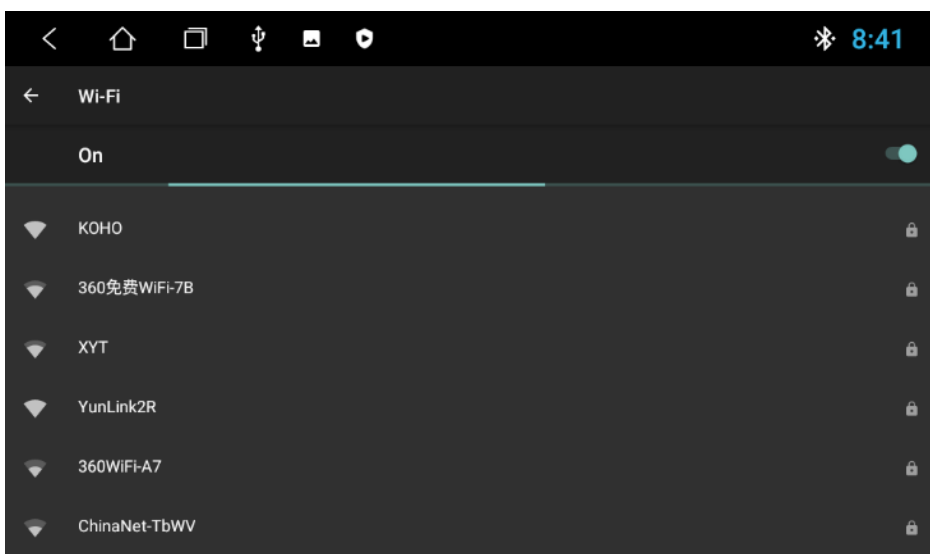 8:41
Wi-Fi
On
KOHO
360免费WiFi-7B
XYT
YunLink2R
360WiFi-A7
ChinaNet-TbWV